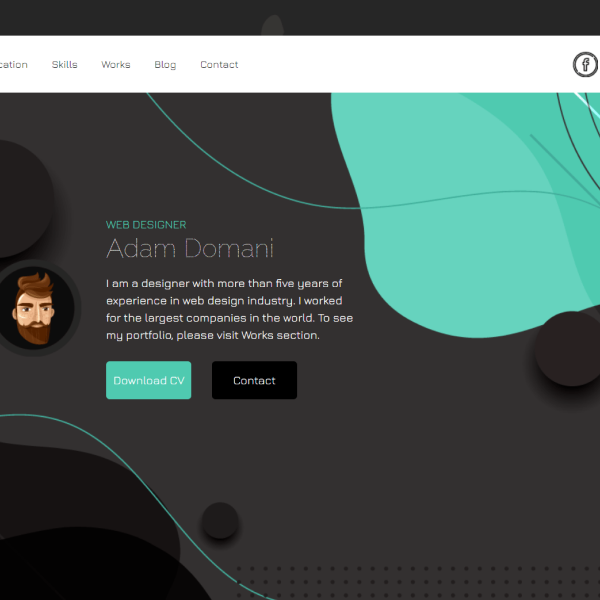 cation Skills Works Blog Contact
WEB DESIGNER
Adam Domani
I am a designer with more than five years of
experience in web design industry. I worked
for the largest companies in the world. To see
my portfolio, please visit Works section.
Download CV Contact